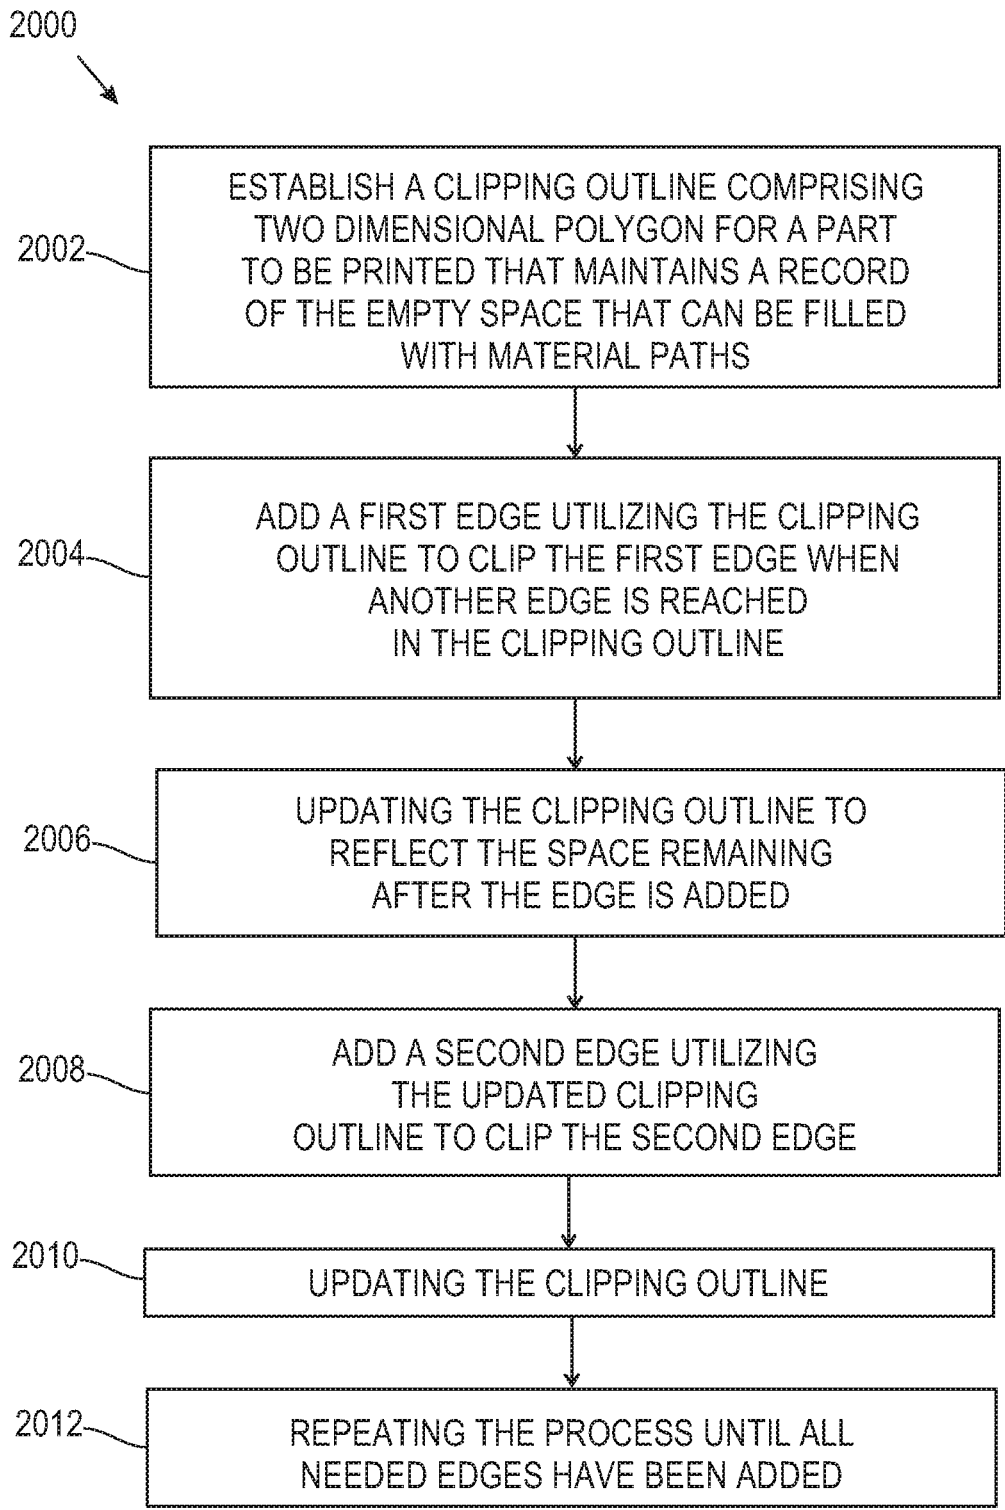 2000
2002
ESTABLISH A CLIPPING OUTLINE COMPRISING
TWO DIMENSIONAL POLYGON FOR A PART
TO BE PRINTED THAT MAINTAINS A RECORD
OF THE EMPTY SPACE THAT CAN BE FILLED
WITH MATERIAL PATHS
2004
ADD A FIRST EDGE UTILIZING THE CLIPPING
OUTLINE TO CLIP THE FIRST EDGE WHEN
ANOTHER EDGE IS REACHED
IN THE CLIPPING OUTLINE
2006
UPDATING THE CLIPPING OUTLINE TO
REFLECT THE SPACE REMAINING
AFTER THE EDGE IS ADDED
2008
ADD A SECOND EDGE UTILIZING
THE UPDATED CLIPPING
OUTLINE TO CLIP THE SECOND EDGE
2010
UPDATING THE CLIPPING OUTLINE
2012
REPEATING THE PROCESS UNTIL ALL
NEEDED EDGES HAVE BEEN ADDED